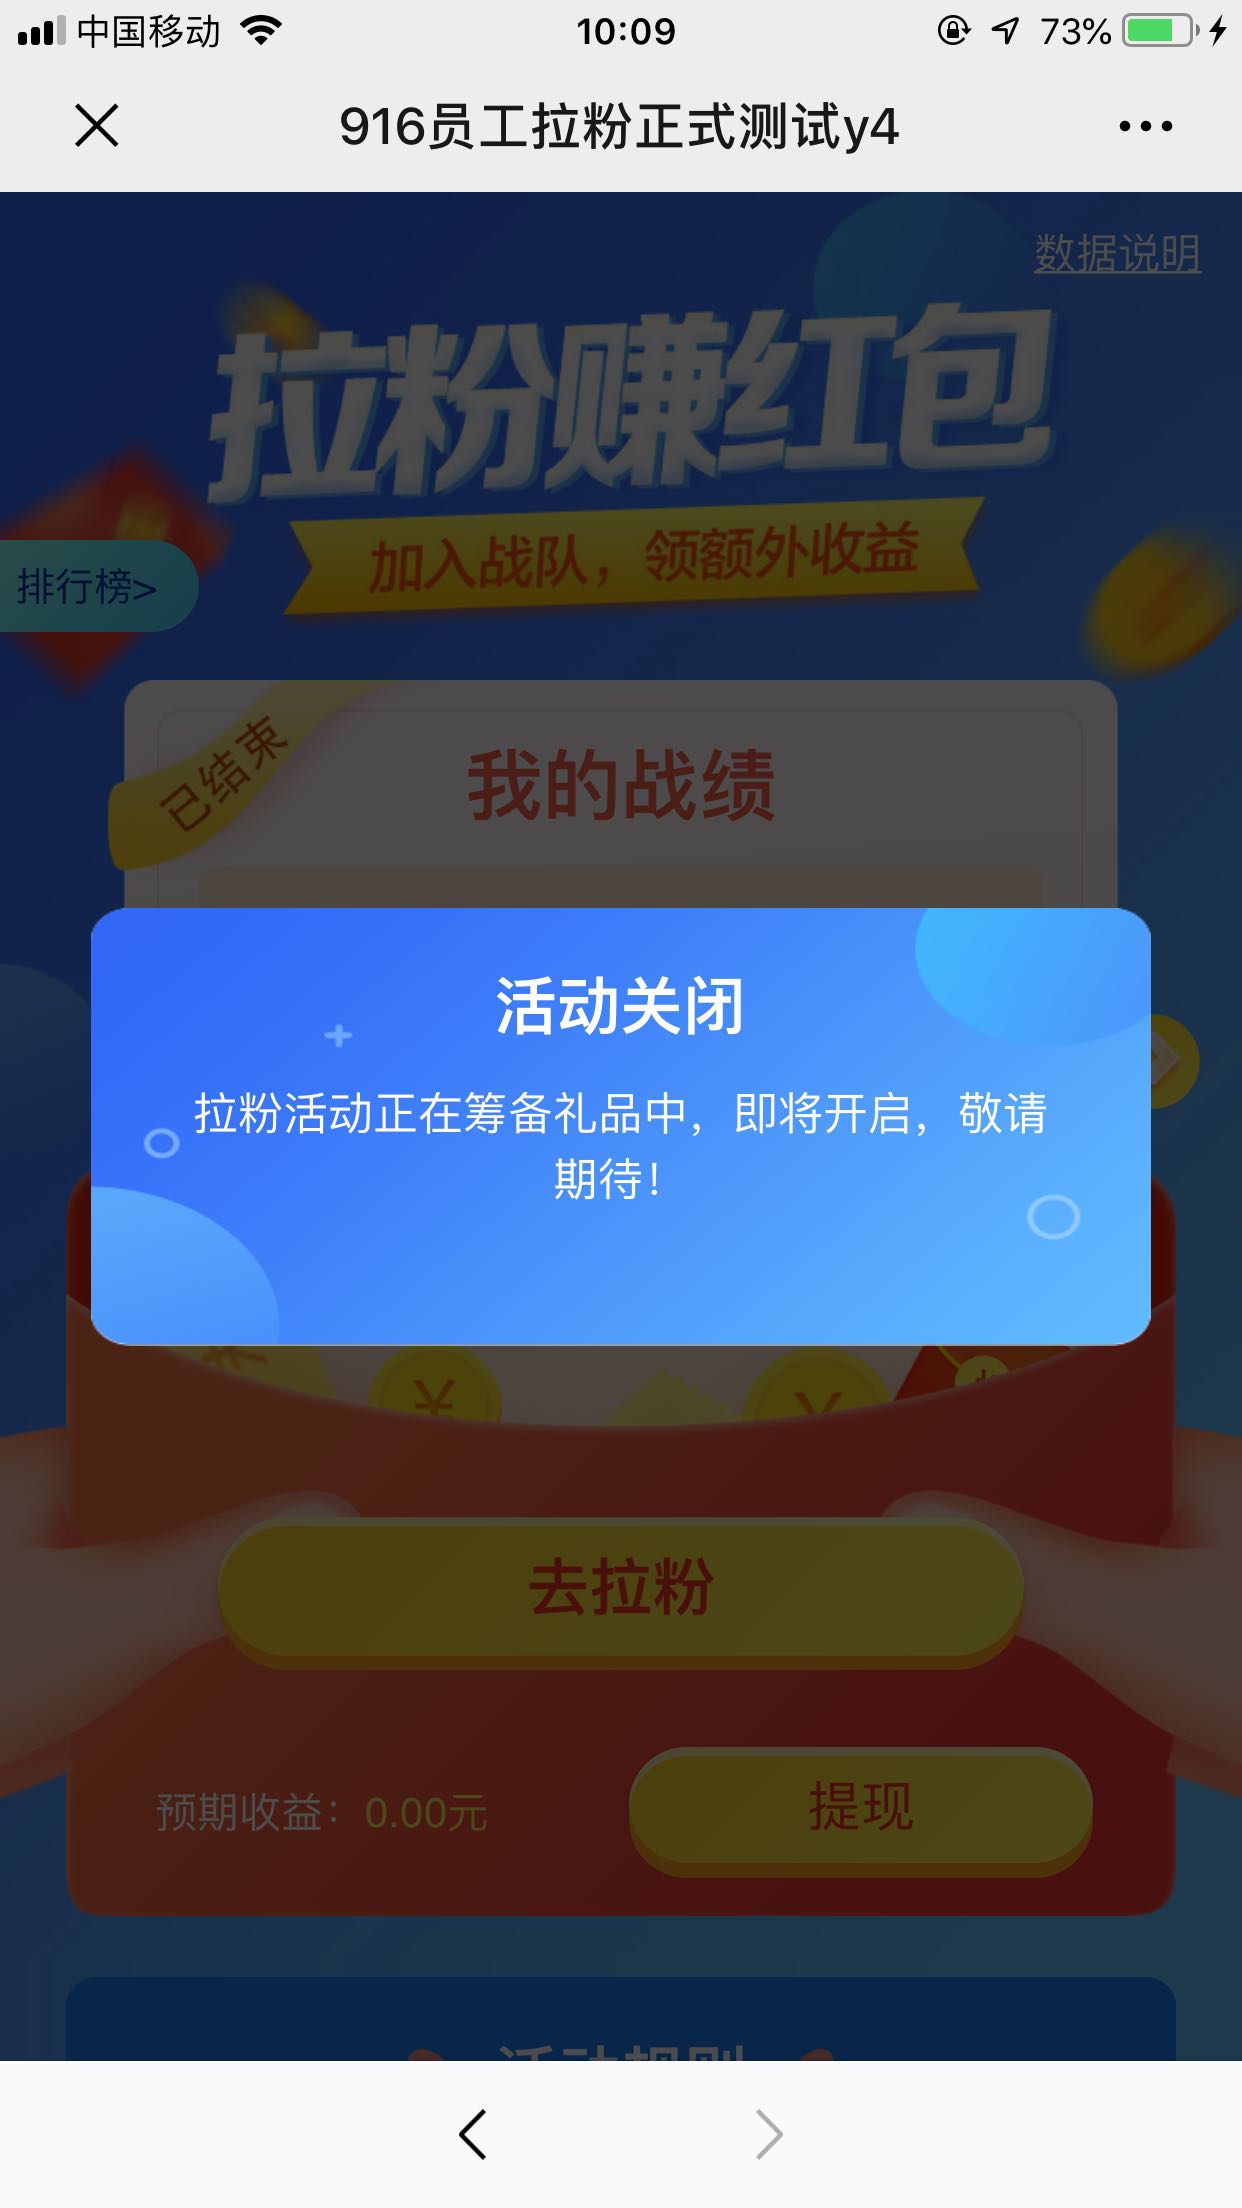 中国移动 10:09 73%
916员工拉粉正式测试y4
数据说明
拉粉赚红包
加入战队，领额外收益
排行榜>
已结束
我的战绩
活动关闭
拉粉活动正在筹备礼品中，即将开启，敬请
期待！
¥ ¥
去拉粉
预期收益：0.00元 提现
活动规则